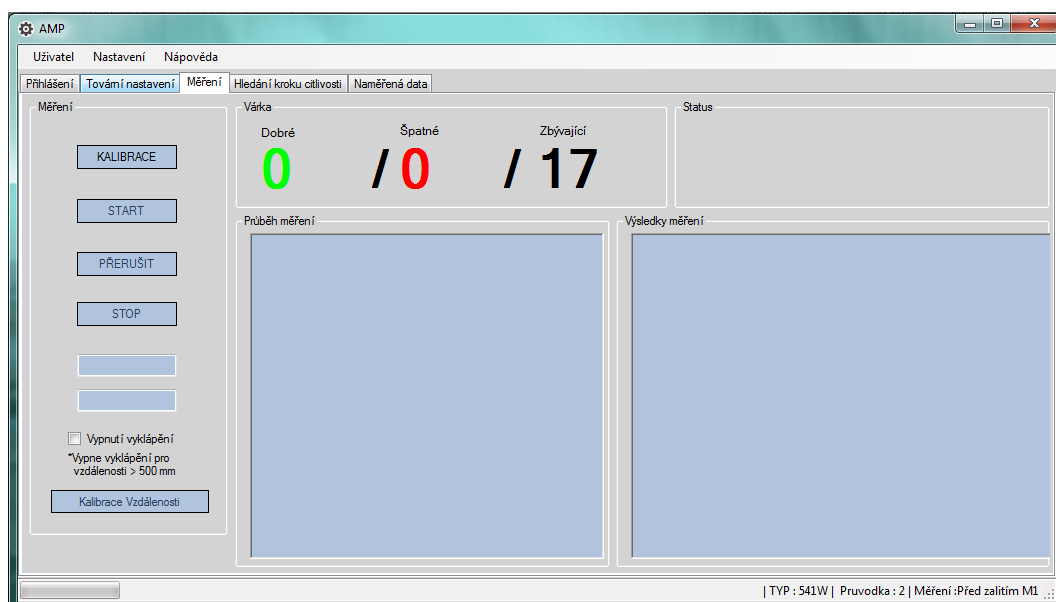 AMP
Uživatel Nastavení Nápověda
Přihlášení Tovární nastavení Měření Hledání kroku citlivosti Naměřená data
Měření
KALIBRACE
START
PŘERUŠIT
STOP
Vypnutí vyklápění
*Vypne vyklápění pro
vzdálenosti > 500 mm
Kalibrace Vzdálenosti
Várka
Dobré Špatné Zbývající
0 / 0 / 17
Status
Průběh měření
Výsledky měření
| TYP : 541W | Pruvodka : 2 | Měření :Před zalitím M1